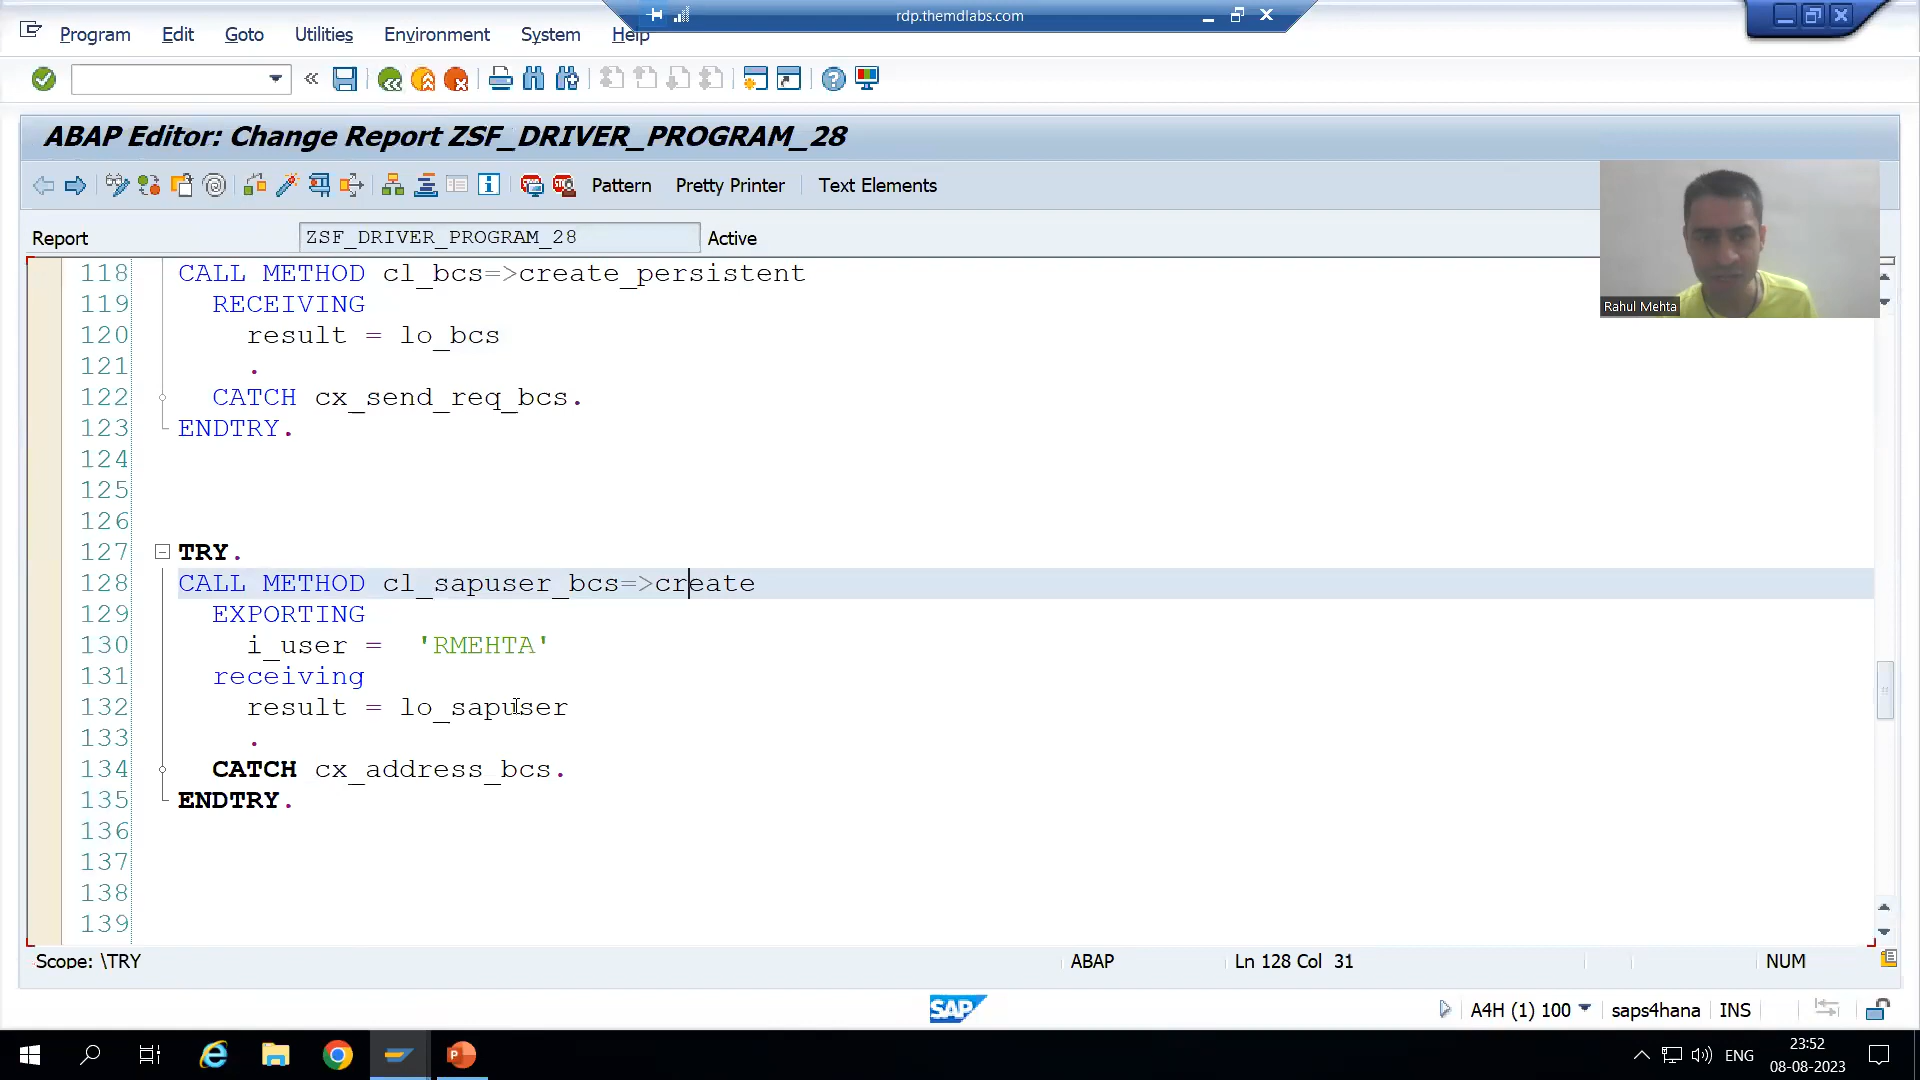 rdp.themdlabs.com
Program Edit Goto Utilities Environment System Help
ABAP Editor: Change Report ZSF_DRIVER_PROGRAM_28
Pattern Pretty Printer Text Elements
Report ZSF_DRIVER_PROGRAM_28 Active
Rahul Mehta
118 CALL METHOD cl_bcs=>create_persistent
119 RECEIVING
120 result = lo_bcs
121 .
122 CATCH cx_send_req_bcs.
123 ENDTRY.
124
125
126
127 TRY.
128 CALL METHOD cl_sapuser_bcs=>create
129 EXPORTING
130 i_user = 'RMEHTA'
131 receiving
132 result = lo_sapuser
133 .
134 CATCH cx_address_bcs.
135 ENDTRY.
136
137
138
139
Scope: \TRY ABAP Ln 128 Col 31 NUM
SAP
A4H (1) 100 saps4hana INS
ENG
23:52
08-08-2023